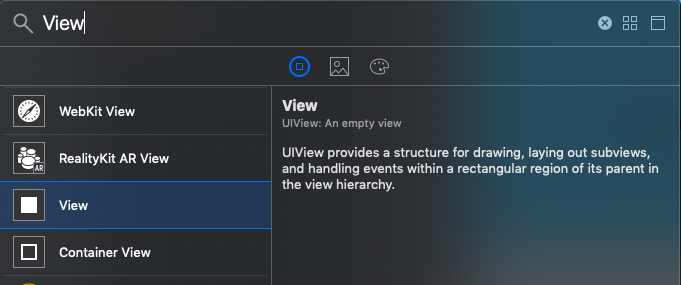 View
WebKit View
AR
RealityKit AR View
View
Container View
View
UIView: An empty view
UIView provides a structure for drawing, laying out subviews,
and handling events within a rectangular region of its parent in
the view hierarchy.